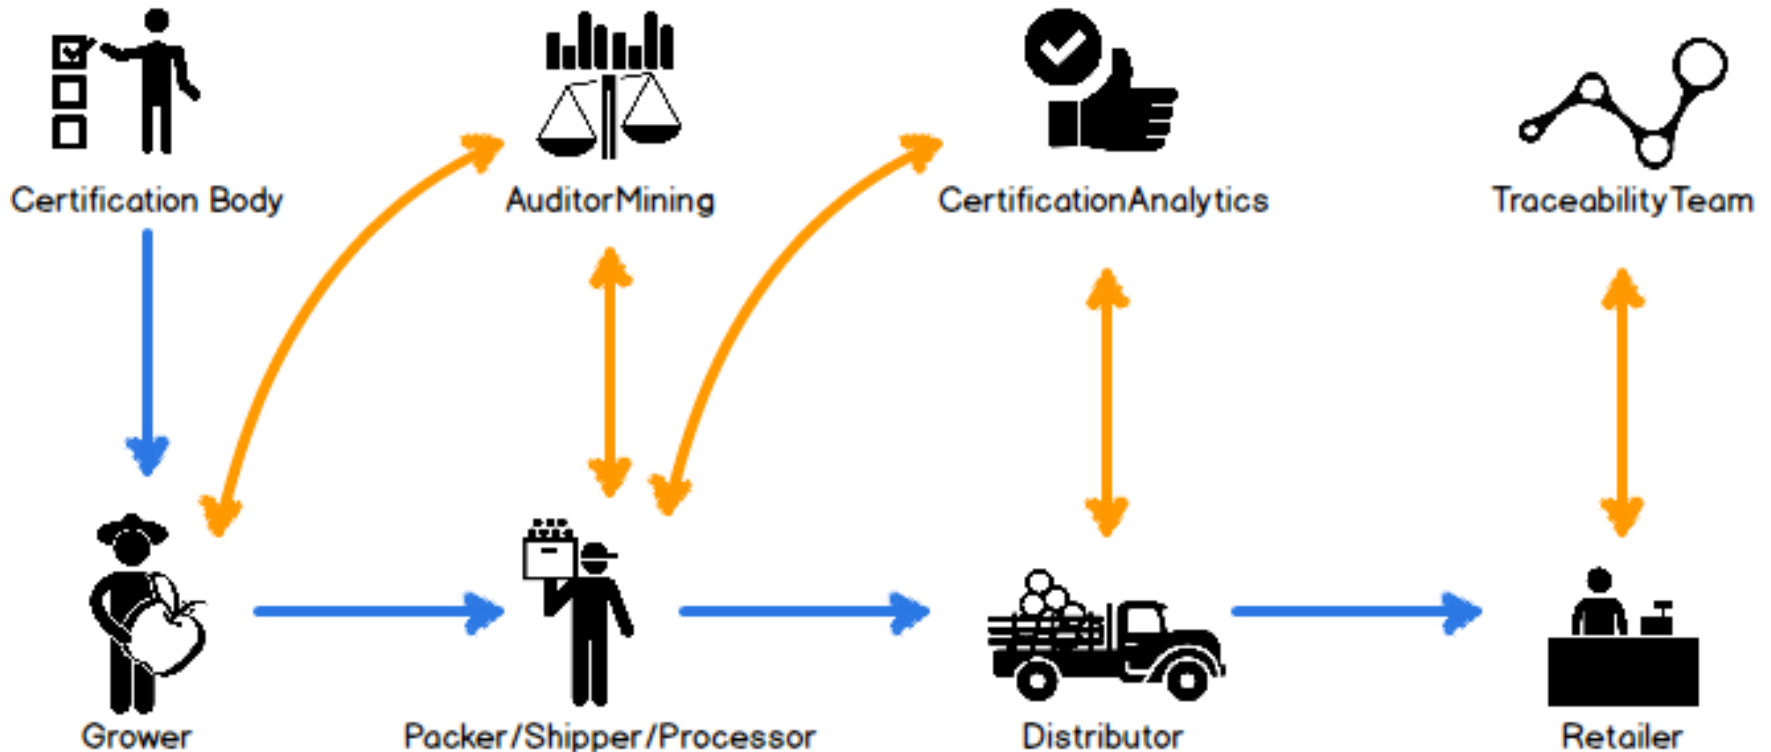 Certification Body
AuditorMining
CertificationAnalytics
TraceabilityTeam
Grower
Packer/Shipper/Processor
Distributor
Retailer